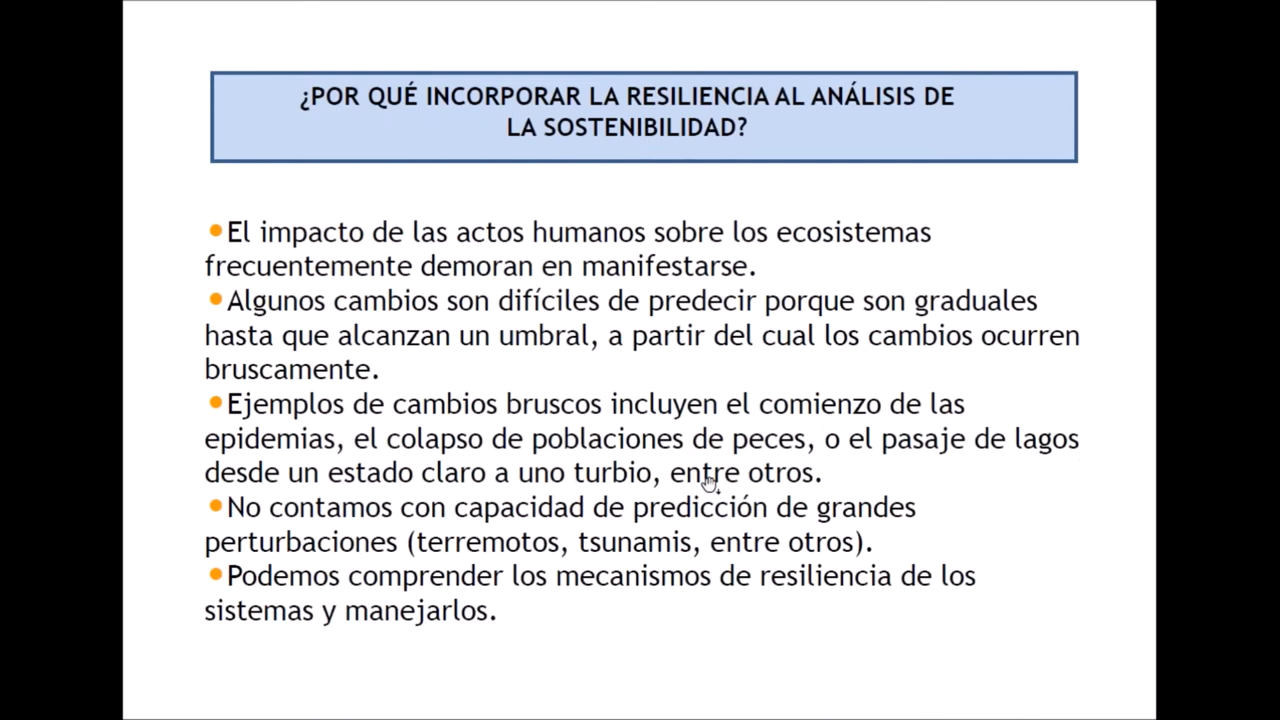 ¿POR QUÉ INCORPORAR LA RESILIENCIA AL ANÁLISIS DE
LA SOSTENIBILIDAD?
•El impacto de las actos humanos sobre los ecosistemas
frecuentemente demoran en manifestarse.
•Algunos cambios son difíciles de predecir porque son graduales
hasta que alcanzan un umbral, a partir del cual los cambios ocurren
bruscamente.
•Ejemplos de cambios bruscos incluyen el comienzo de las
epidemias, el colapso de poblaciones de peces, o el pasaje de lagos
desde un estado claro a uno turbio, entre otros.
•No contamos con capacidad de predicción de grandes
perturbaciones (terremotos, tsunamis, entre otros).
•Podemos comprender los mecanismos de resiliencia de los
sistemas y manejarlos.